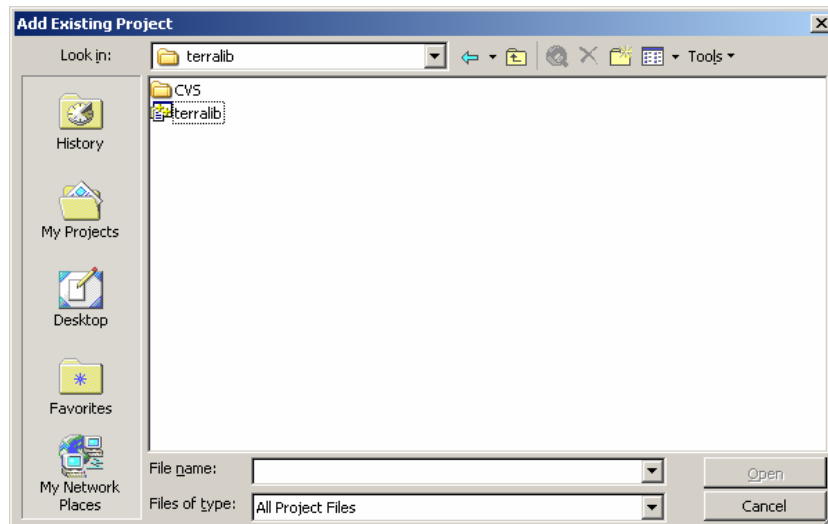 Add Existing Project
Look in:
terralib
Tools
CVS
terralib
History
My Projects
Desktop
Favorites
My Network
Places
File name:
Open
Files of type:
All Project Files
Cancel